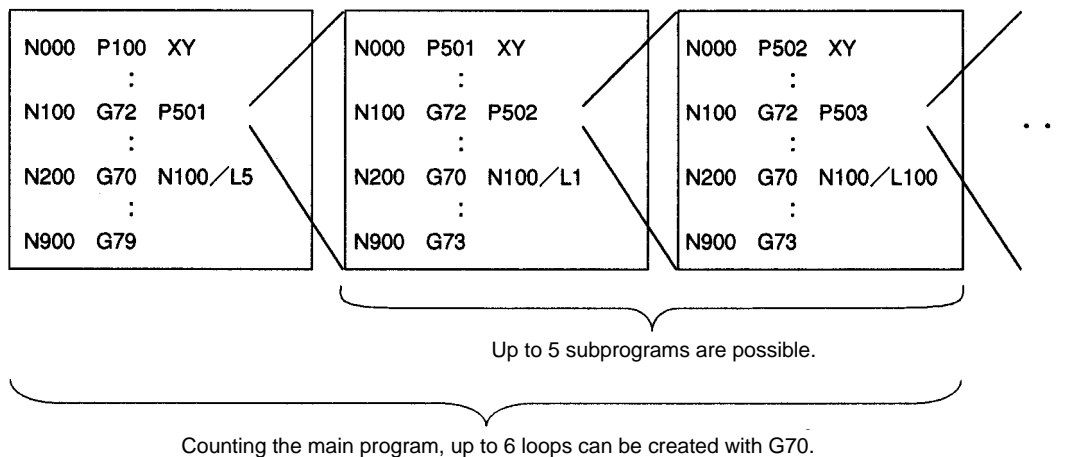 N000 P100 XY
:
N100 G72 P501
:
N200 G70 N100/L5
:
N900 G79
N000 P501 XY
:
N100 G72 P502
:
N200 G70 N100/L1
:
N900 G73
N000 P502 XY
:
N100 G72 P503
:
N200 G70 N100/L100
:
N900 G73
. .
Up to 5 subprograms are possible.
Counting the main program, up to 6 loops can be created with G70.